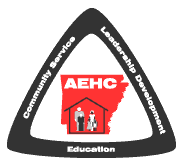 Community Service
Leadership Development
AEHC
Education